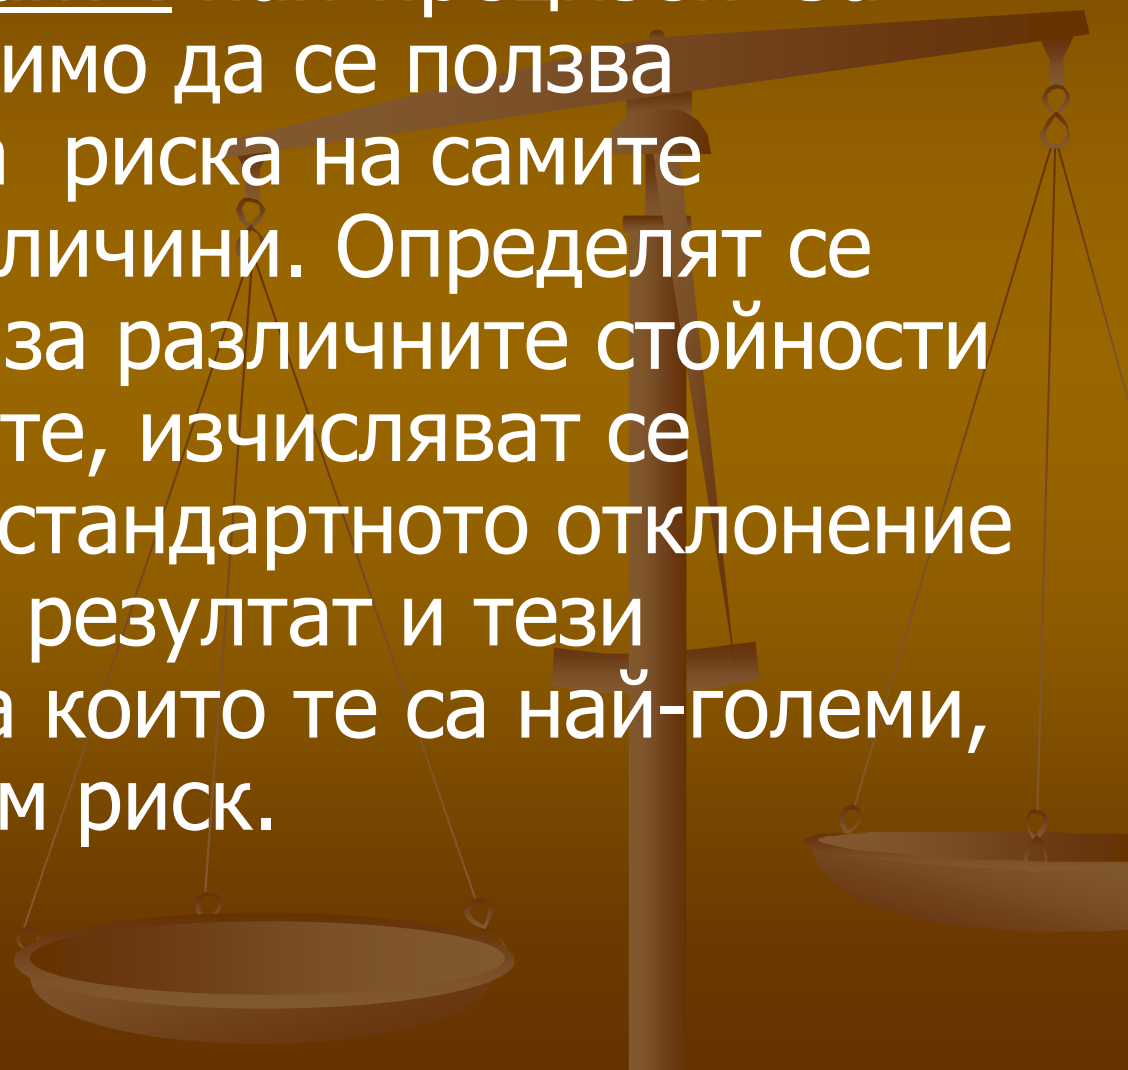 имо да се ползва
риска на самите
личини. Определят се
за различните стойности
те, изчисляват се
стандартното отклонение
резултат и тези
а които те са най-големи,
м риск.